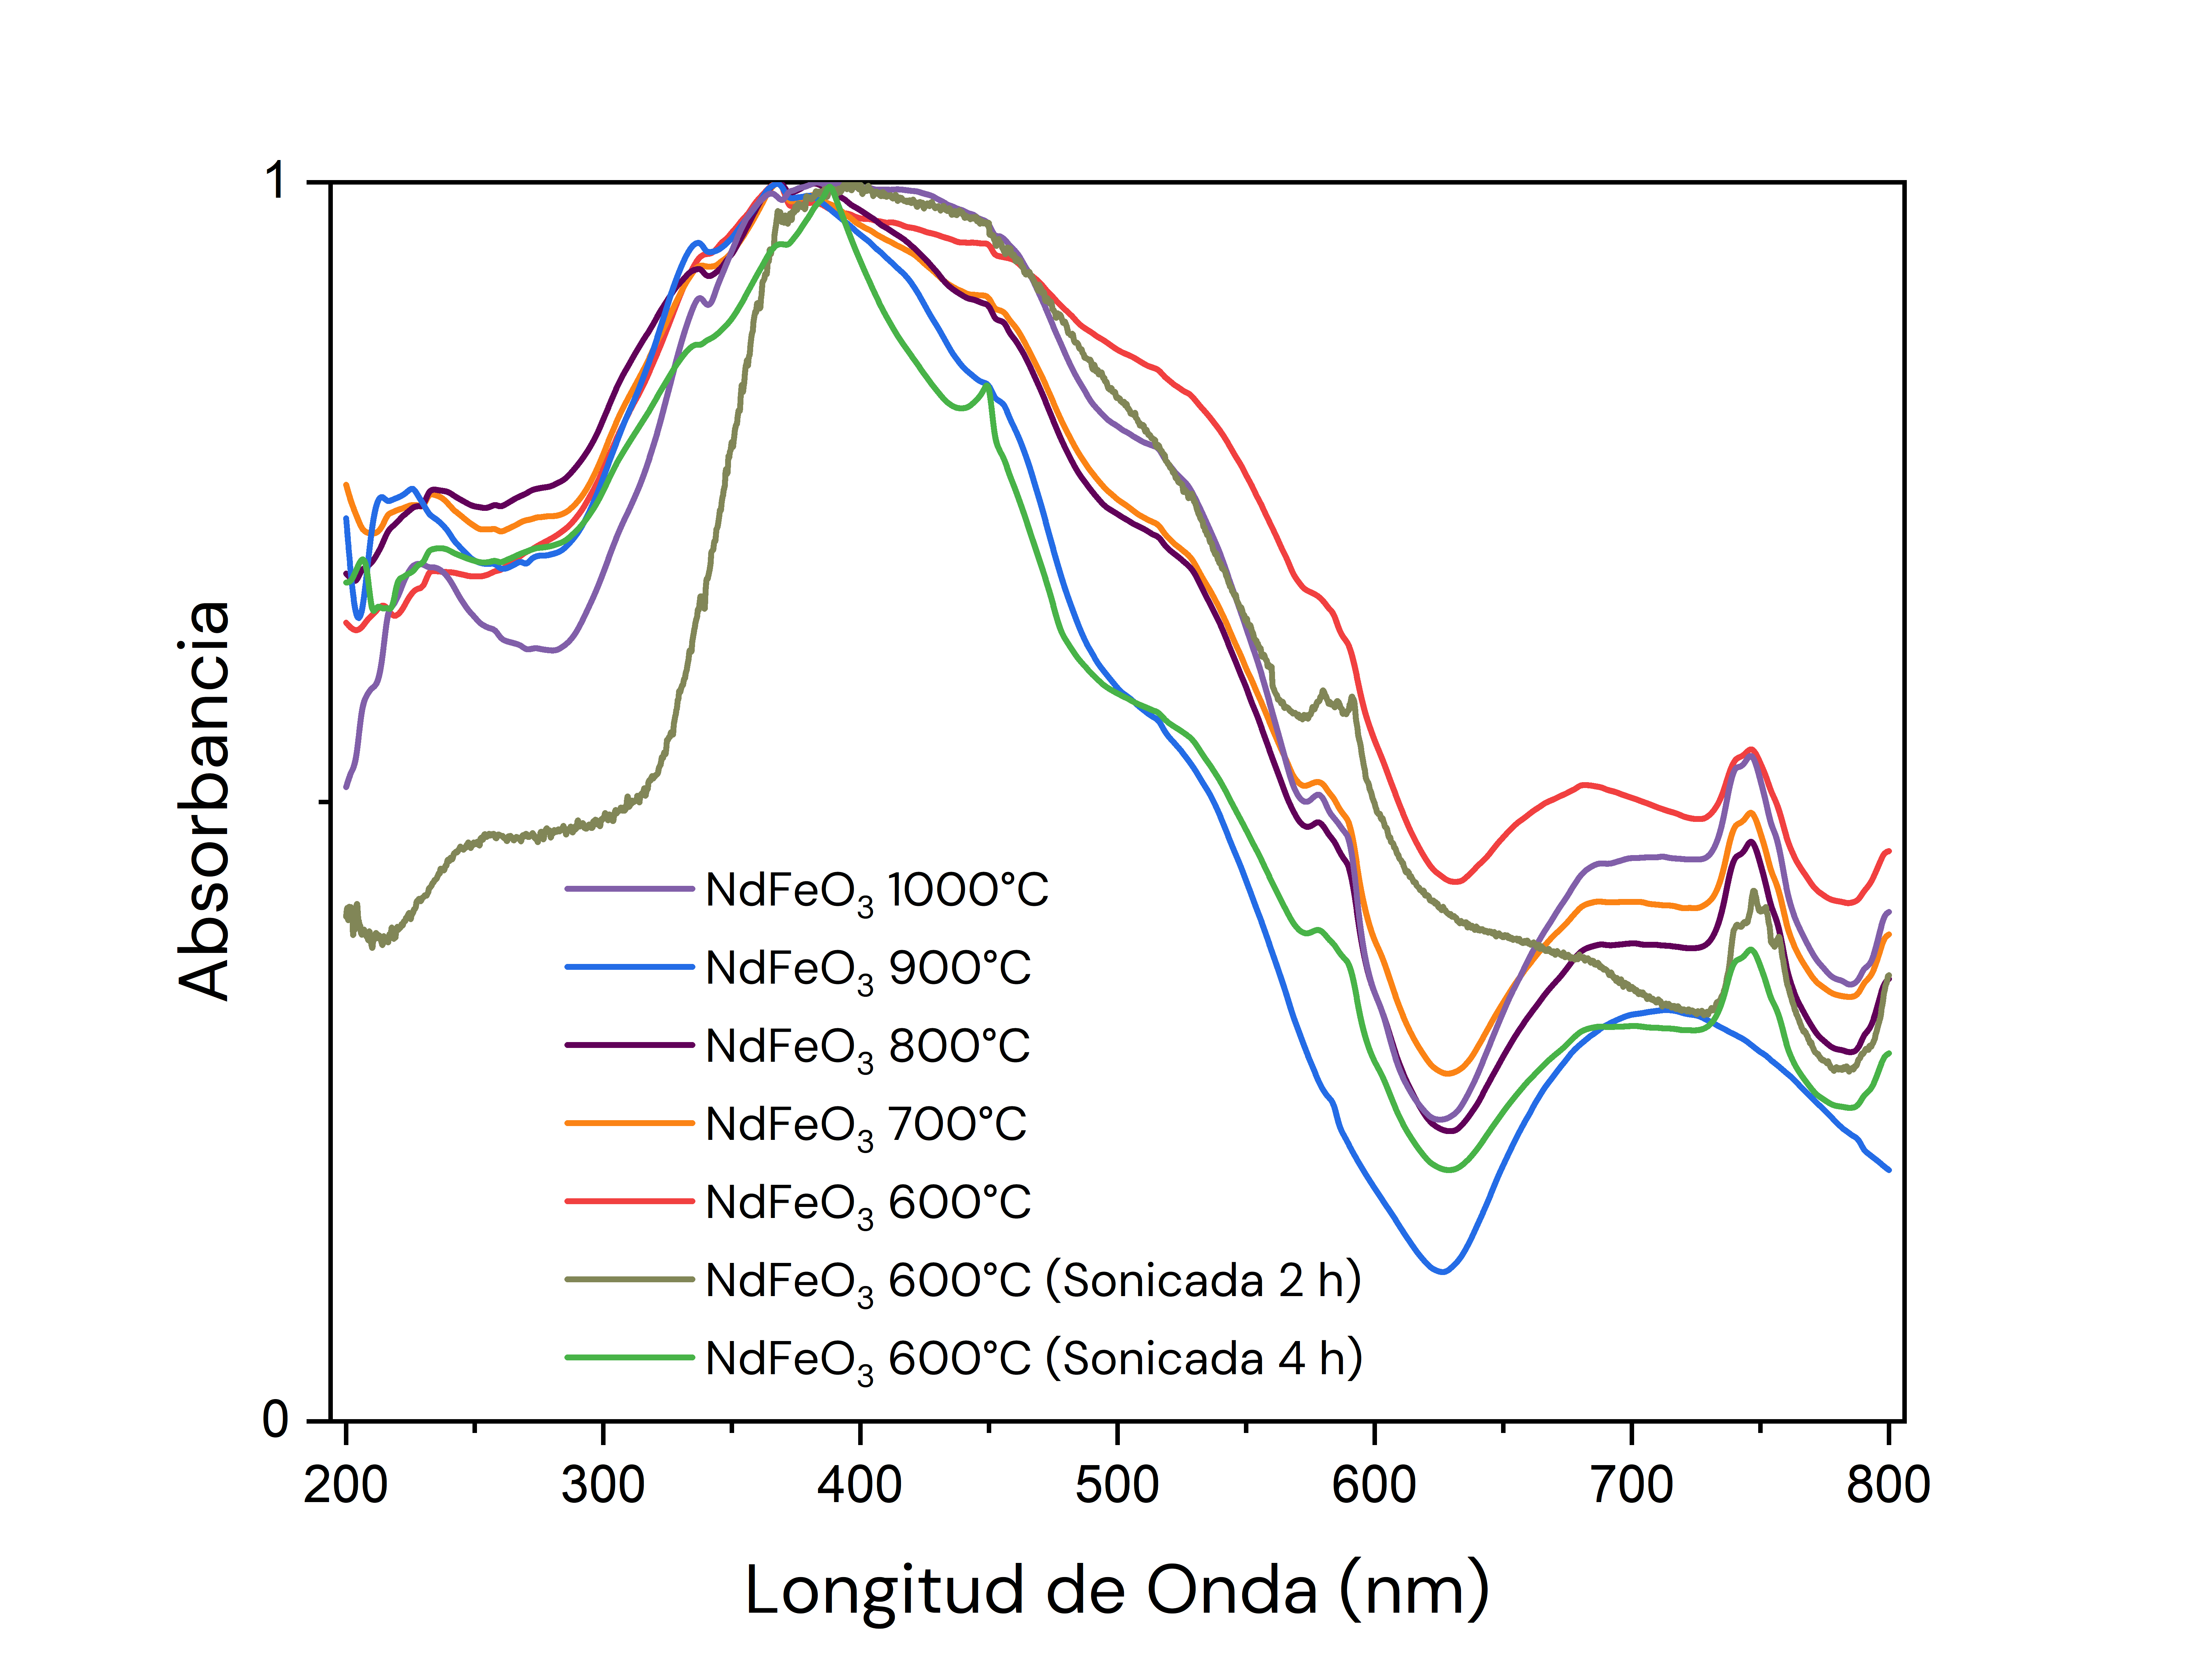 1
Absorbancia
NdFeO₃ 1000°C
NdFeO₃ 900°C
NdFeO₃ 800°C
NdFeO₃ 700°C
NdFeO₃ 600°C
NdFeO₃ 600°C (Sonicada 2 h)
NdFeO₃ 600°C (Sonicada 4 h)
0
200 300 400 500 600 700 800
Longitud de Onda (nm)